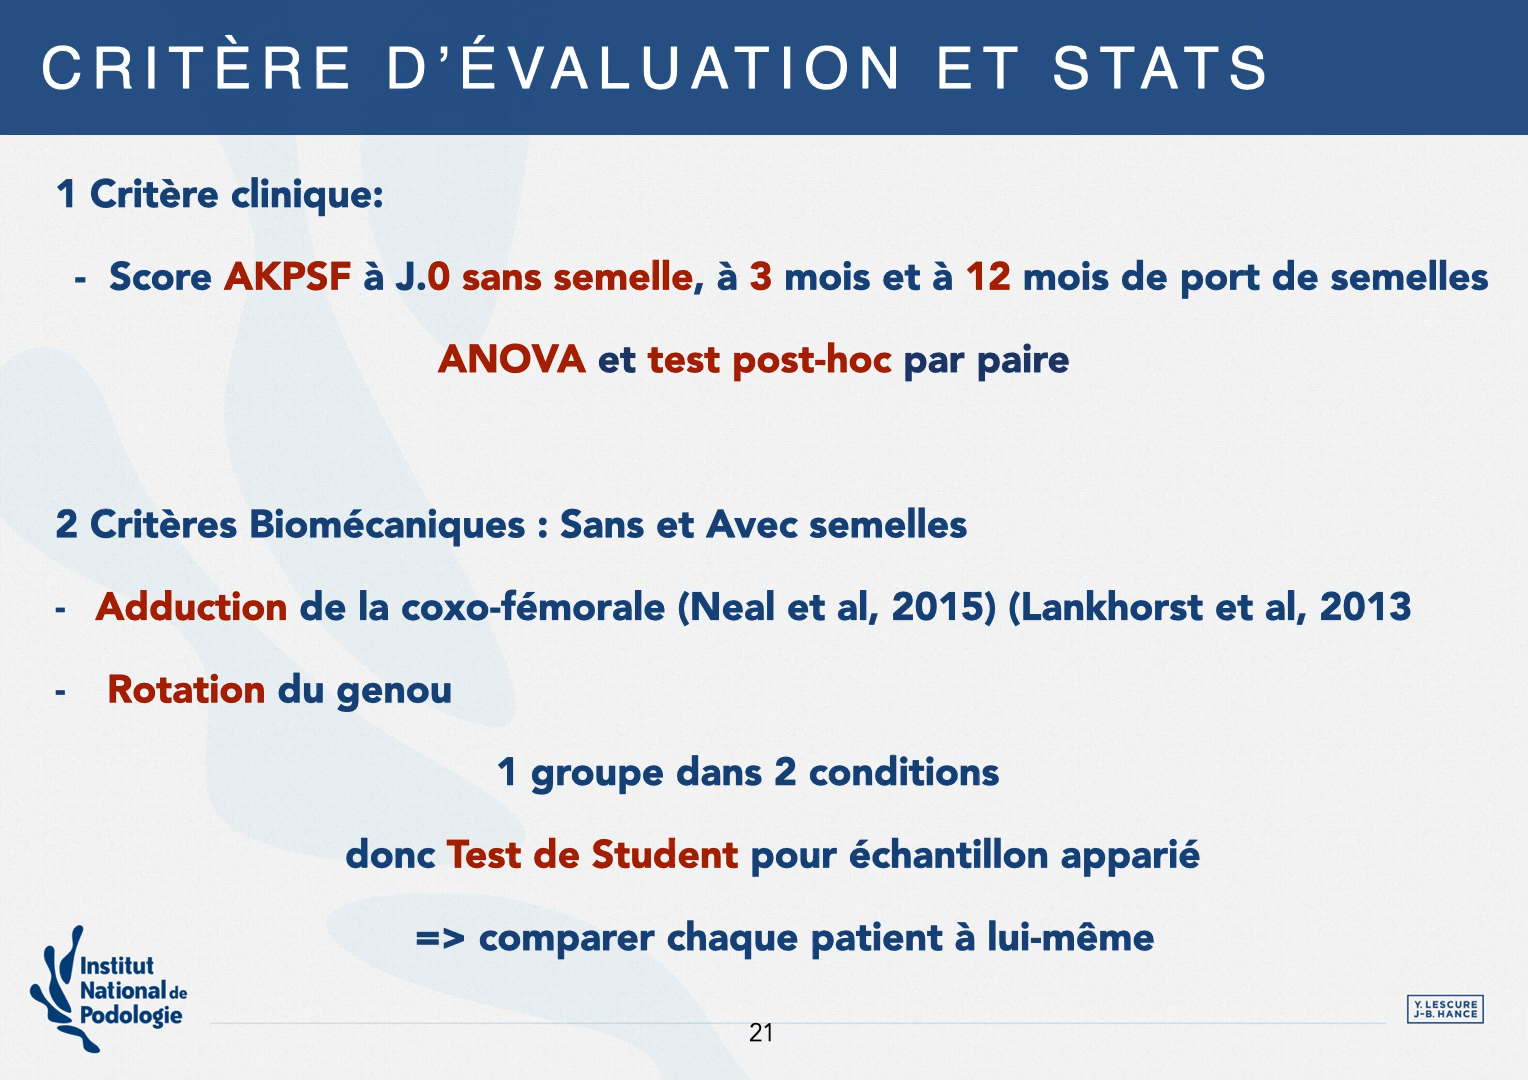 CRITÈRE D’ÉVALUATION ET STATS
1 Critère clinique:
- Score AKPSF à J.0 sans semelle, à 3 mois et à 12 mois de port de semelles
ANOVA et test post-hoc par paire
2 Critères Biomécaniques : Sans et Avec semelles
- Adduction de la coxo-fémorale (Neal et al, 2015) (Lankhorst et al, 2013
- Rotation du genou
1 groupe dans 2 conditions
donc Test de Student pour échantillon apparié
=> comparer chaque patient à lui-même
Institut
National de
Podologie
21
Y. LESCURE
J-B. HANCE